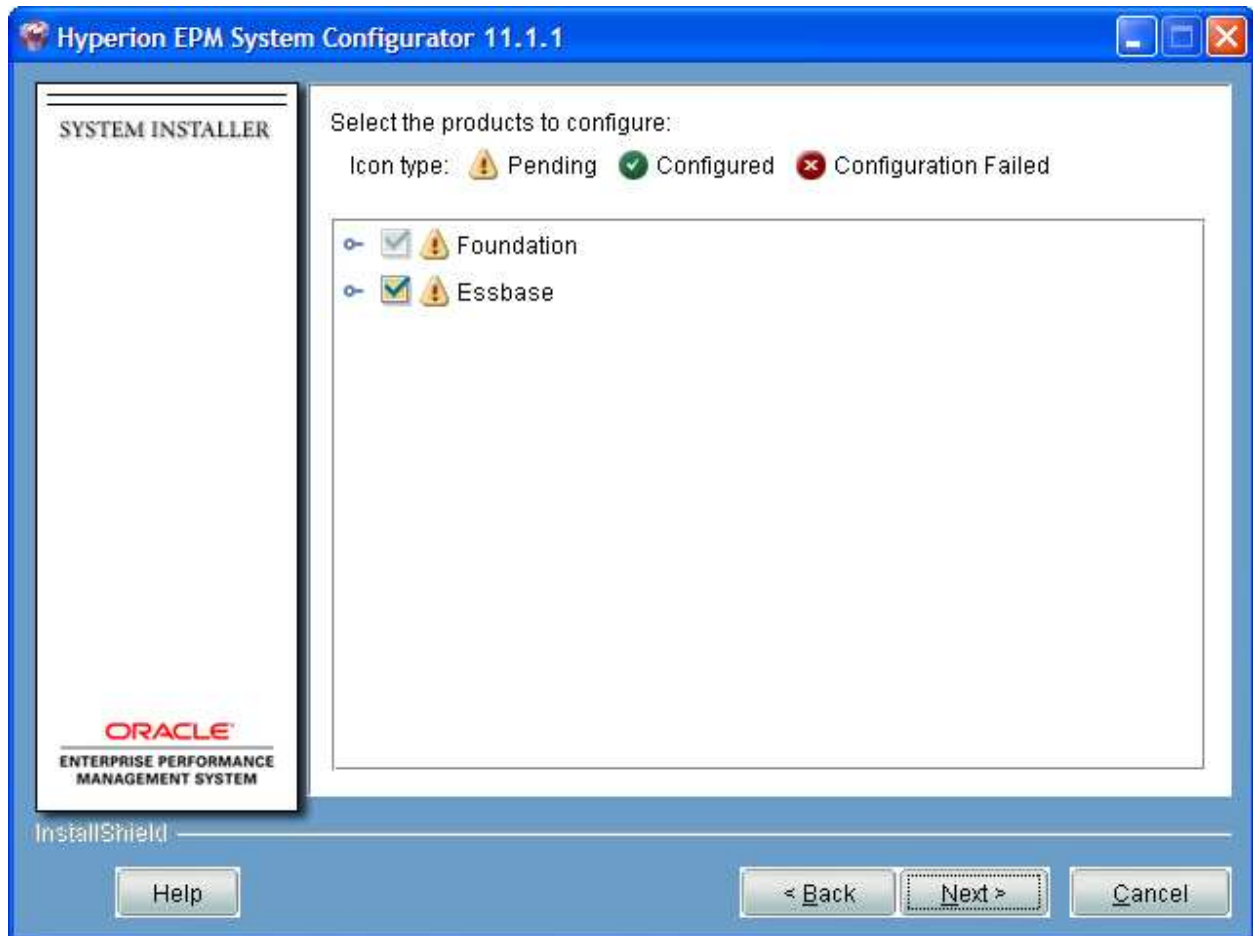 Hyperion EPM System Configurator 11.1.1
SYSTEM INSTALLER
Select the products to configure:
Icon type: Pending Configured Configuration Failed
Foundation
Essbase
ORACLE
ENTERPRISE PERFORMANCE
MANAGEMENT SYSTEM
InstallShield
Help < Back Next > Cancel